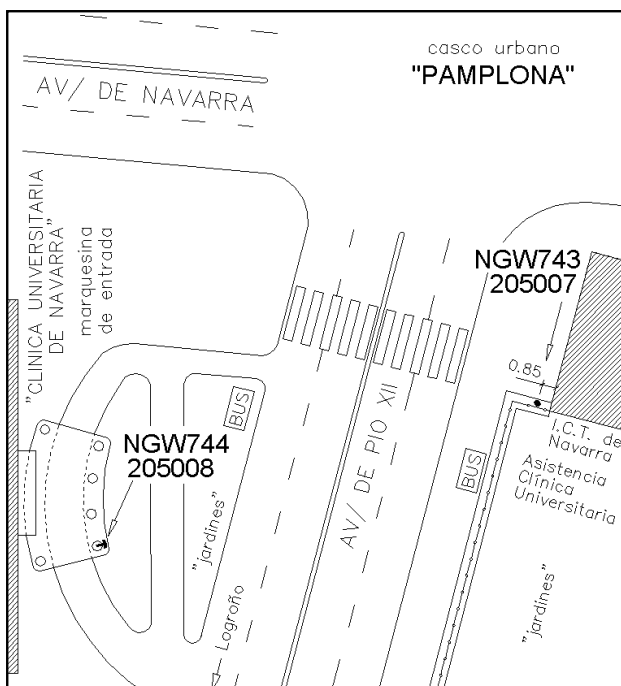 casco urbano
"PAMPLONA"
AV/ DE NAVARRA
"CLINICA UNIVERSITARIA
DE NAVARRA"
marquesina
de entrada
NGW743
205007
0.85
BUS
AV/ DE PIO XII
NGW744
205008
BUS
I.C.T. de
Navarra
Asistencia
Clínica
Universitaria
"jardines"
Logroño
"jardines"